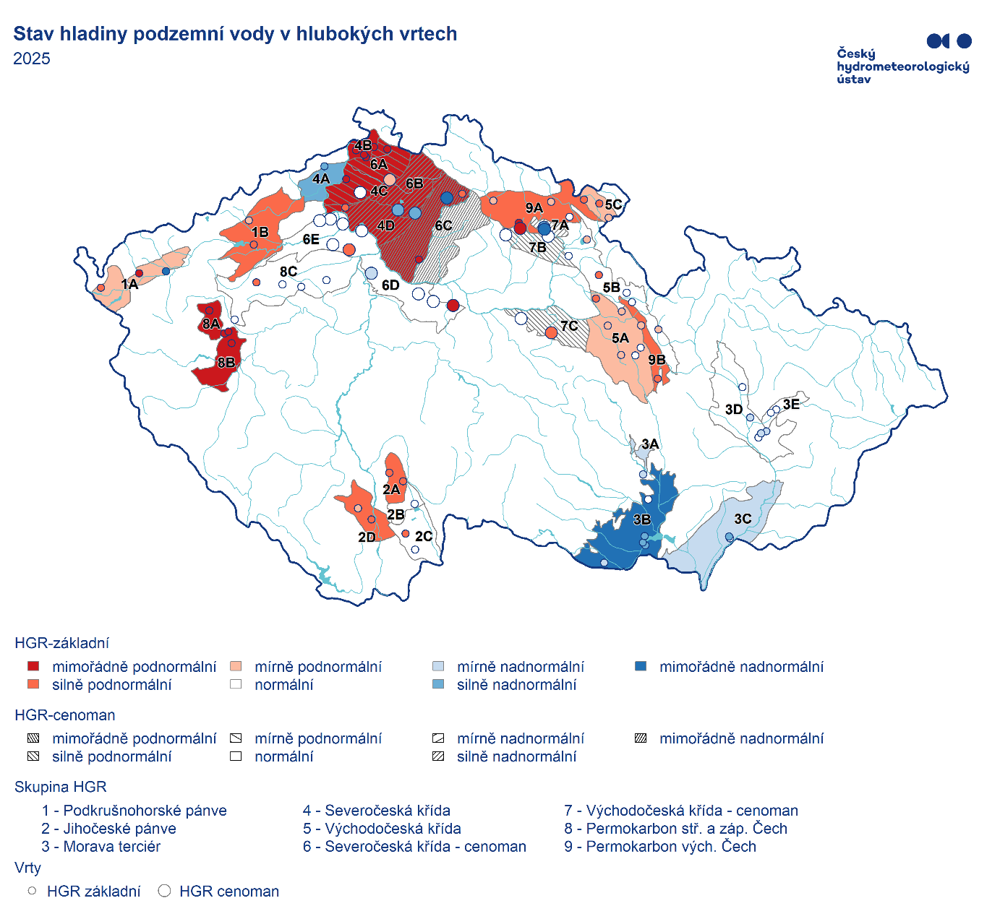 Stav hladiny podzemní vody v hlubokých vrtech
2025
Český
hydrometeorologický
ústav
4B
6A
4A
4C
6B
9A
5C
1B
4D
6C
7A
6E
7B
8C
6D
1A
5B
8A
7C
5A
8B
9B
3D
3E
3A
2A
2B
3B
3C
2D
2C
HGR-základní
mimořádně podnormální mírně podnormální mírně nadnormální mimořádně nadnormální
silně podnormální normální silně nadnormální
HGR-cenoman
mimořádně podnormální mírně podnormální mírně nadnormální mimořádně nadnormální
silně podnormální normální silně nadnormální
Skupina HGR
1 - Podkrušnohorské pánve 4 - Severočeská křída 7 - Východočeská křída - cenoman
2 - Jihočeské pánve 5 - Východočeská křída 8 - Permokarbon stř. a záp. Čech
3 - Morava terciér 6 - Severočeská křída - cenoman 9 - Permokarbon vých. Čech
Vrty
HGR základní HGR cenoman